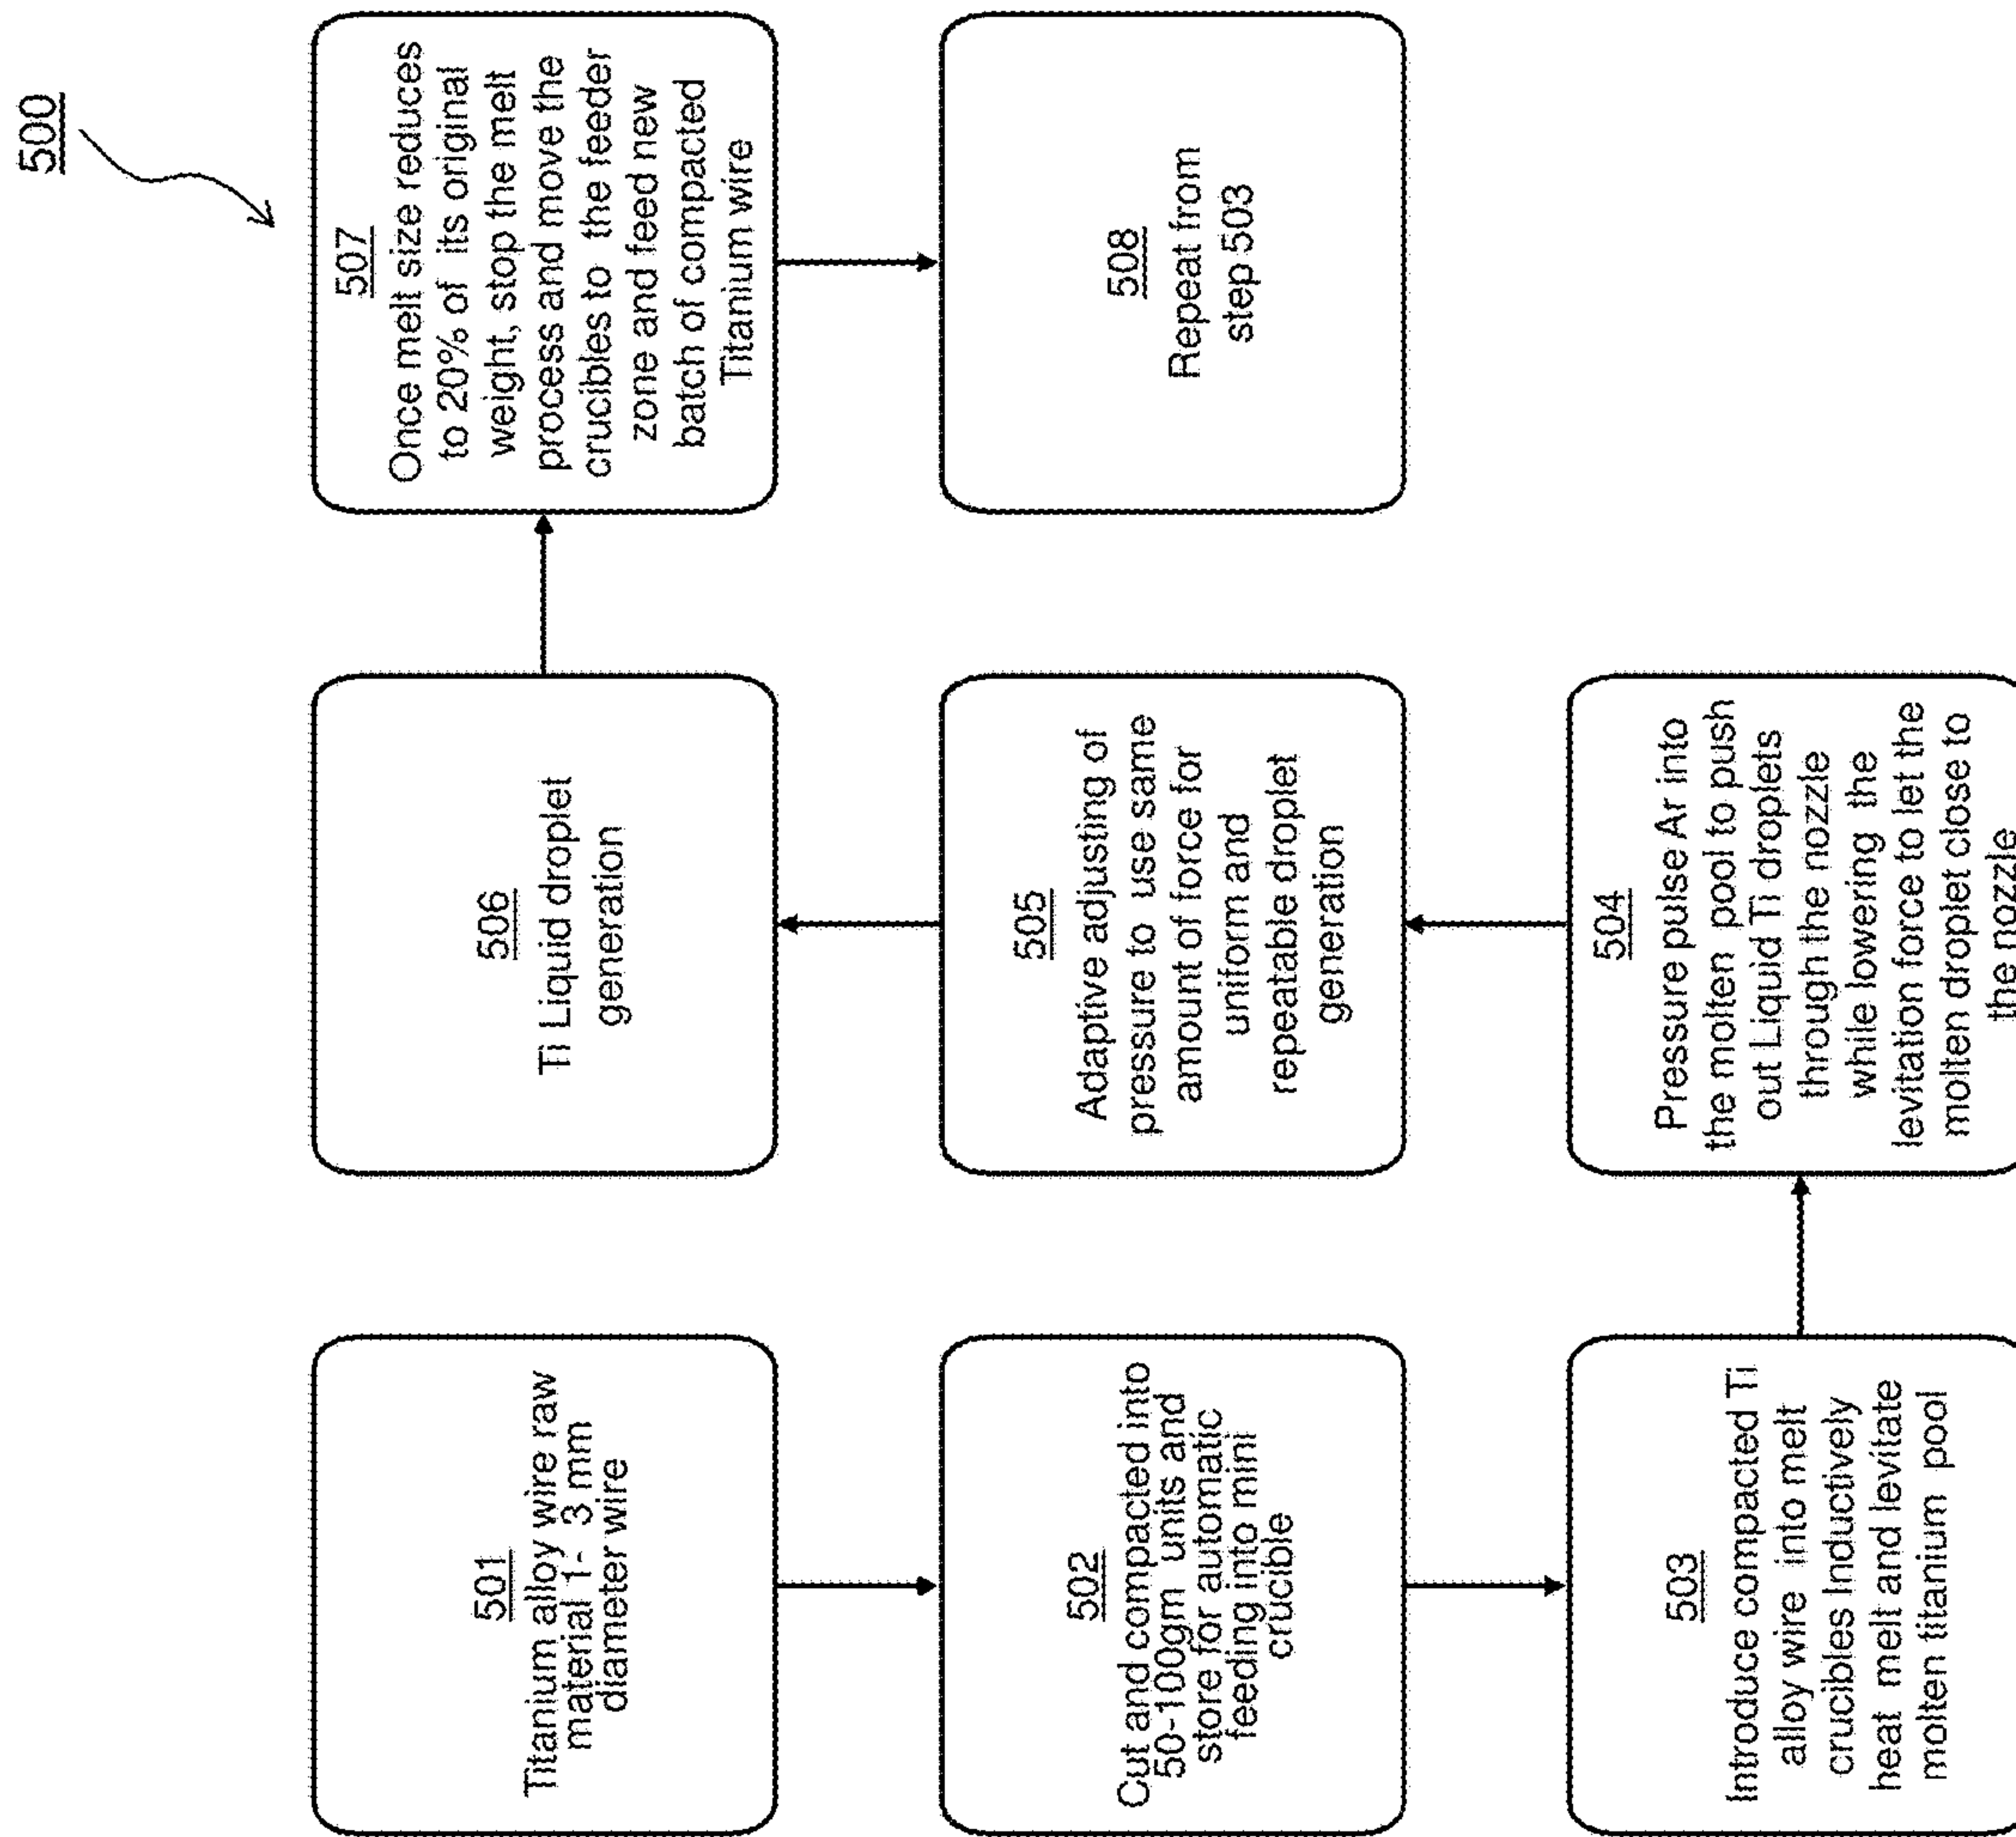 500
501
Titanium alloy wire raw
material 1- 3 mm
diameter wire
502
Cut and compacted into
50-100gm units and
store for automatic
feeding into mini
crucible
503
Introduce compacted Ti
alloy wire into melt
crucibles Inductively
heat melt and levitate
molten titanium pool
504
Pressure pulse Ar into
the molten pool to push
out Liquid Ti droplets
through the nozzle
while lowering the
levitation force to let the
molten droplet close to
the nozzle
505
Adaptive adjusting of
pressure to use same
amount of force for
uniform and
repeatable droplet
generation
506
Ti Liquid droplet
generation
507
Once melt size reduces
to 20% of its original
weight, stop the melt
process and move the
crucibles to the feeder
zone and feed new
batch of compacted
Titanium wire
508
Repeat from
step 503